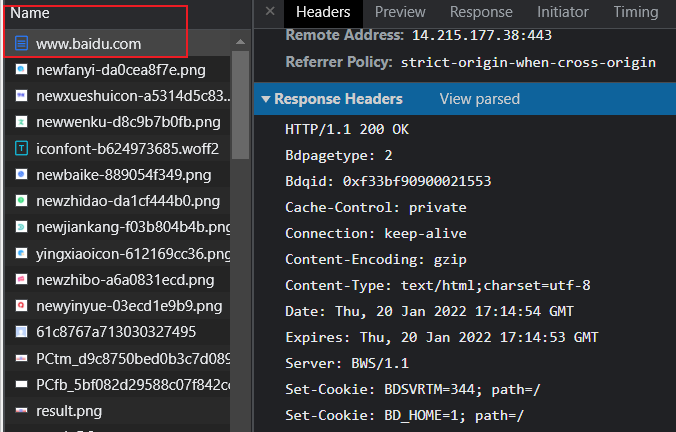 Name
www.baidu.com
newfanyi-da0cea8f7e.png
newxueshuicon-a5314d5c83...
newwenku-d8c9b7b0fb.png
iconfont-b624973685.woff2
newbaike-889054f349.png
newzhidao-da1cf444b0.png
newjiankang-f03b804b4b.png
yingxiaoicon-612169cc36.png
newzhibo-a6a0831ecd.png
newyinyue-03ecd1e9b9.png
61c8767a713030327495
PCtm_d9c8750bed0b3c7d089
PCfb_5bf082d29588c07f842cc
result.png
Headers Preview Response Initiator Timing
Remote Address: 14.215.177.38:443
Referrer Policy: strict-origin-when-cross-origin
Response Headers View parsed
HTTP/1.1 200 OK
Bdpagetype: 2
Bdqid: 0xf33bf90900021553
Cache-Control: private
Connection: keep-alive
Content-Encoding: gzip
Content-Type: text/html;charset=utf-8
Date: Thu, 20 Jan 2022 17:14:54 GMT
Expires: Thu, 20 Jan 2022 17:14:53 GMT
Server: BWS/1.1
Set-Cookie: BDSVRTM=344; path=/
Set-Cookie: BD_HOME=1; path=/